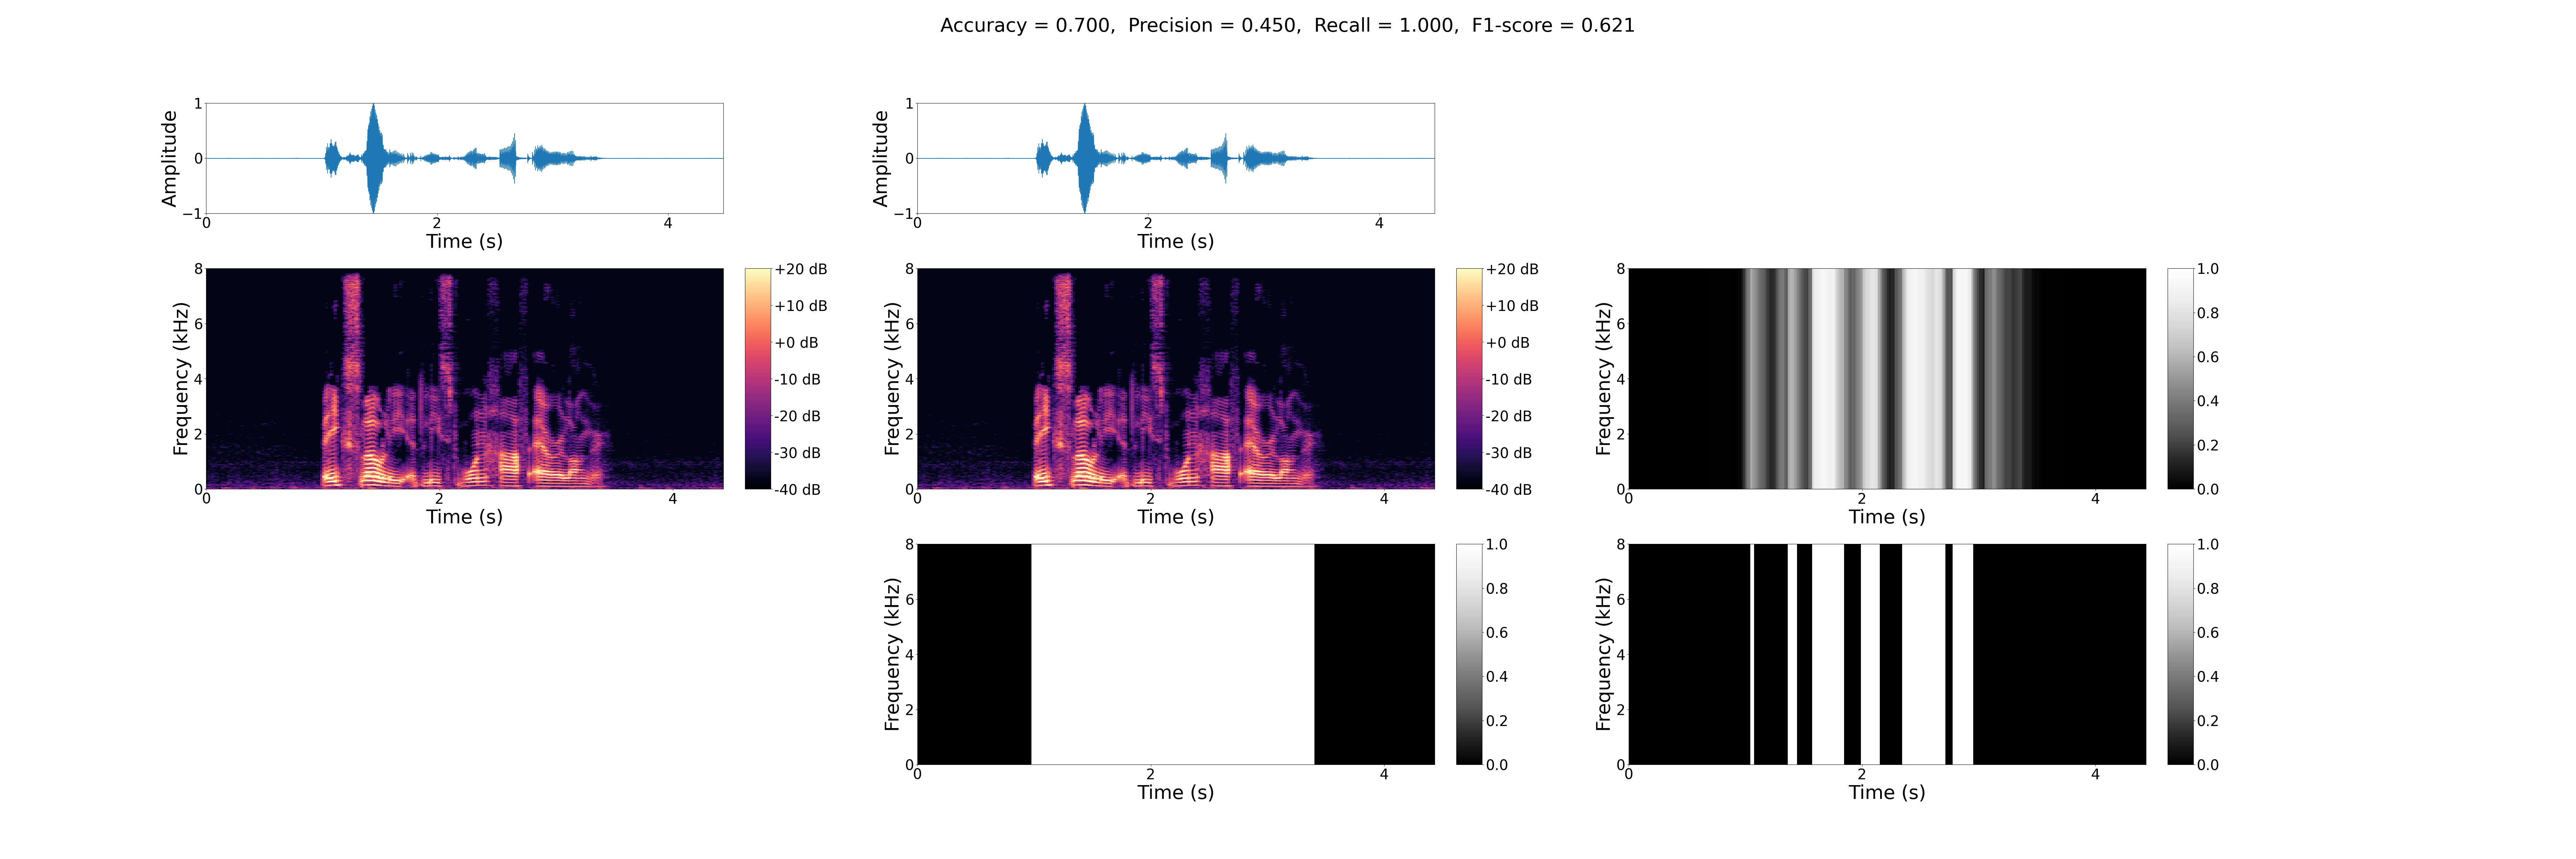 Accuracy = 0.700,  Precision = 0.450,  Recall = 1.000,  F1-score = 0.621
Amplitude
1
0
−1
0 2 4
Time (s)
Amplitude
1
0
−1
0 2 4
Time (s)
Frequency (kHz)
8
6
4
2
0
0 2 4
Time (s)
+20 dB
+10 dB
+0 dB
-10 dB
-20 dB
-30 dB
-40 dB
Frequency (kHz)
8
6
4
2
0
0 2 4
Time (s)
+20 dB
+10 dB
+0 dB
-10 dB
-20 dB
-30 dB
-40 dB
Frequency (kHz)
8
6
4
2
0
0 2 4
Time (s)
1.0
0.8
0.6
0.4
0.2
0.0
Frequency (kHz)
8
6
4
2
0
0 2 4
Time (s)
1.0
0.8
0.6
0.4
0.2
0.0
Frequency (kHz)
8
6
4
2
0
0 2 4
Time (s)
1.0
0.8
0.6
0.4
0.2
0.0